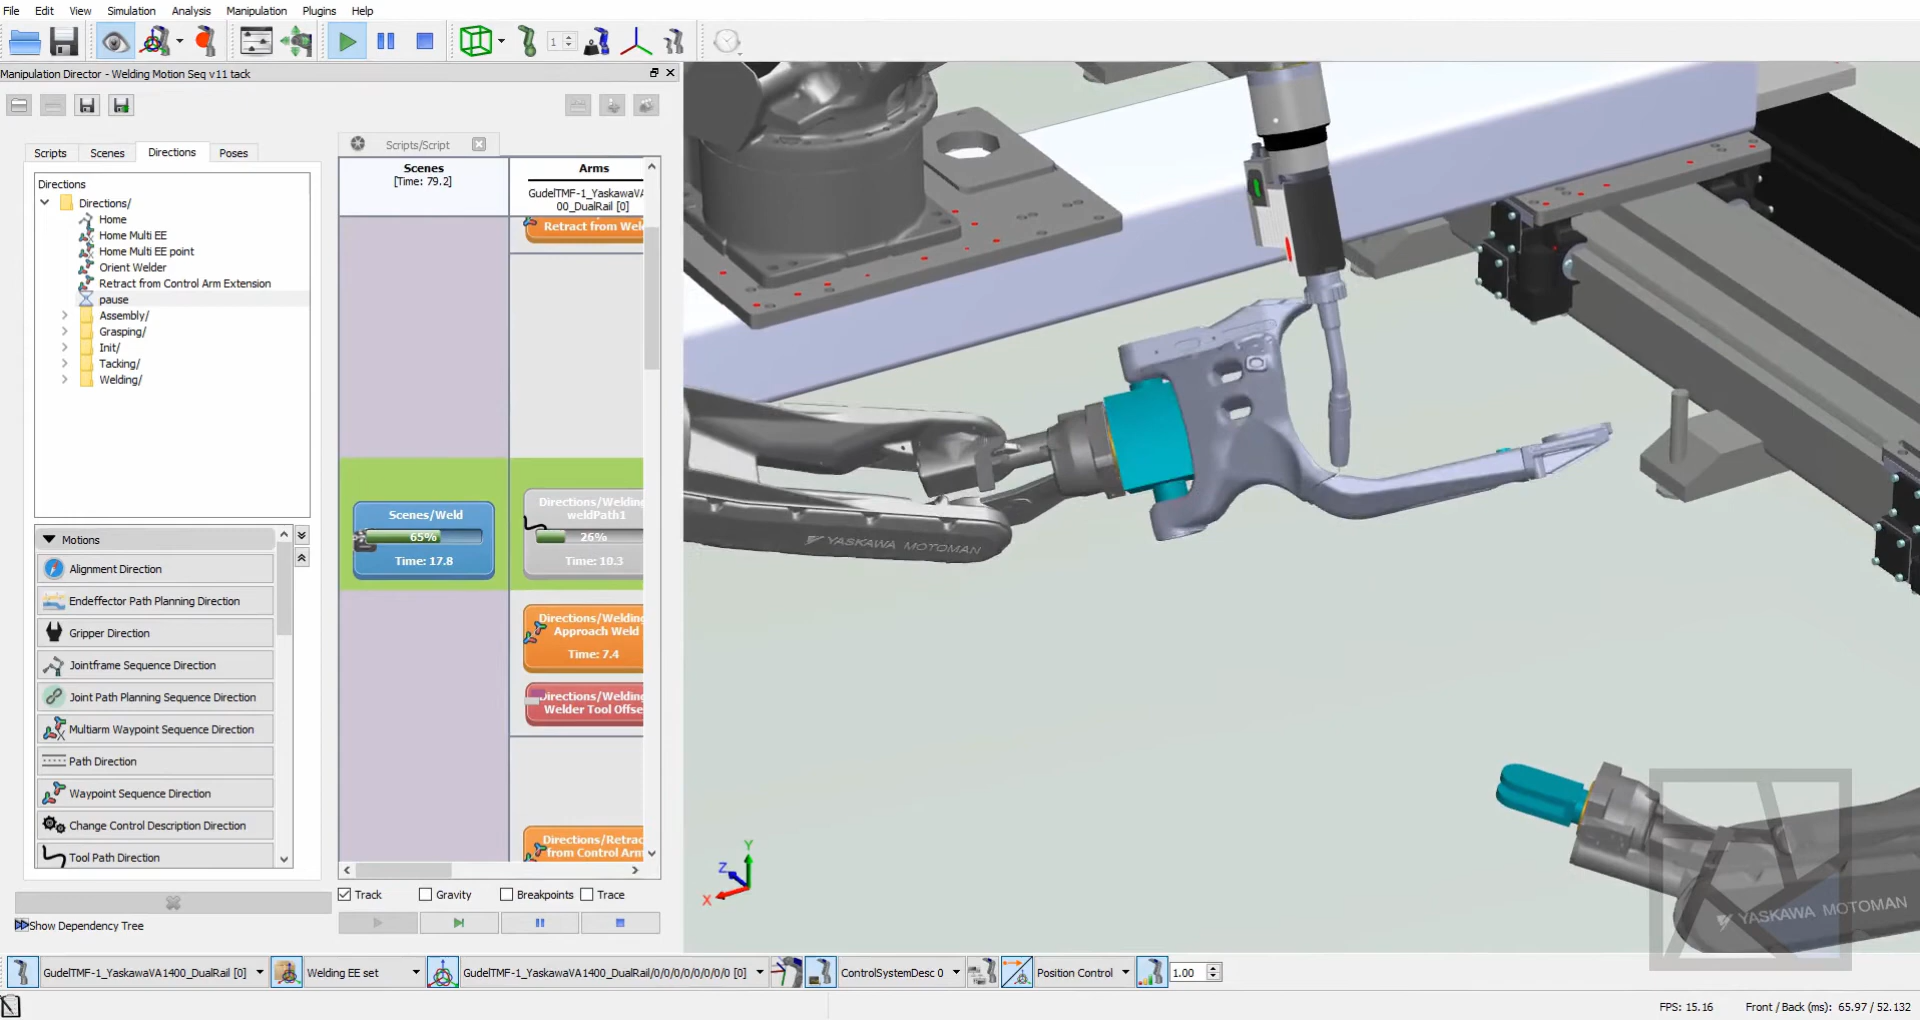 File Edit View Simulation Analysis Manipulation Plugins Help
1
Manipulation Director - Welding Motion Seq v11 tack
Scripts Scenes Directions Poses
Directions
Directions/
Home
Home Multi EE
Home Multi EE point
Orient Welder
Retract from Control Arm Extension
pause
Assembly/
Grasping/
Init/
Tacking/
Welding/
Motions
Alignment Direction
Endeffector Path Planning Direction
Gripper Direction
Jointframe Sequence Direction
Joint Path Planning Sequence Direction
Multiarm Waypoint Sequence Direction
Path Direction
Waypoint Sequence Direction
Change Control Description Direction
Tool Path Direction
Show Dependency Tree
Scripts/Script
Scenes
[Time: 79.2]
Arms
GudelTMF-1_YaskawaVA
00_DualRail [0]
Retract from Wel
Scenes/Weld
65%
Time: 17.8
Directions/Welding
weldPath1
26%
Time: 10.3
Directions/Welding
Approach Weld
Time: 7.4
Directions/Welding
Welder Tool Offse
Directions/Retrac
from Control Arm
Track Gravity Breakpoints Trace
YASKAWA MOTOMAN
YASKAWA MOTOMAN
Y
Z
X
GudelTMF-1_YaskawaVA1400_DualRail [0] Welding EE set GudelTMF-1_YaskawaVA1400_DualRail/0/0/0/0/0/0/0 [0] ControlSystemDesc 0 Position Control 1.00
FPS: 15.16 Front / Back (ms): 65.97 / 52.132